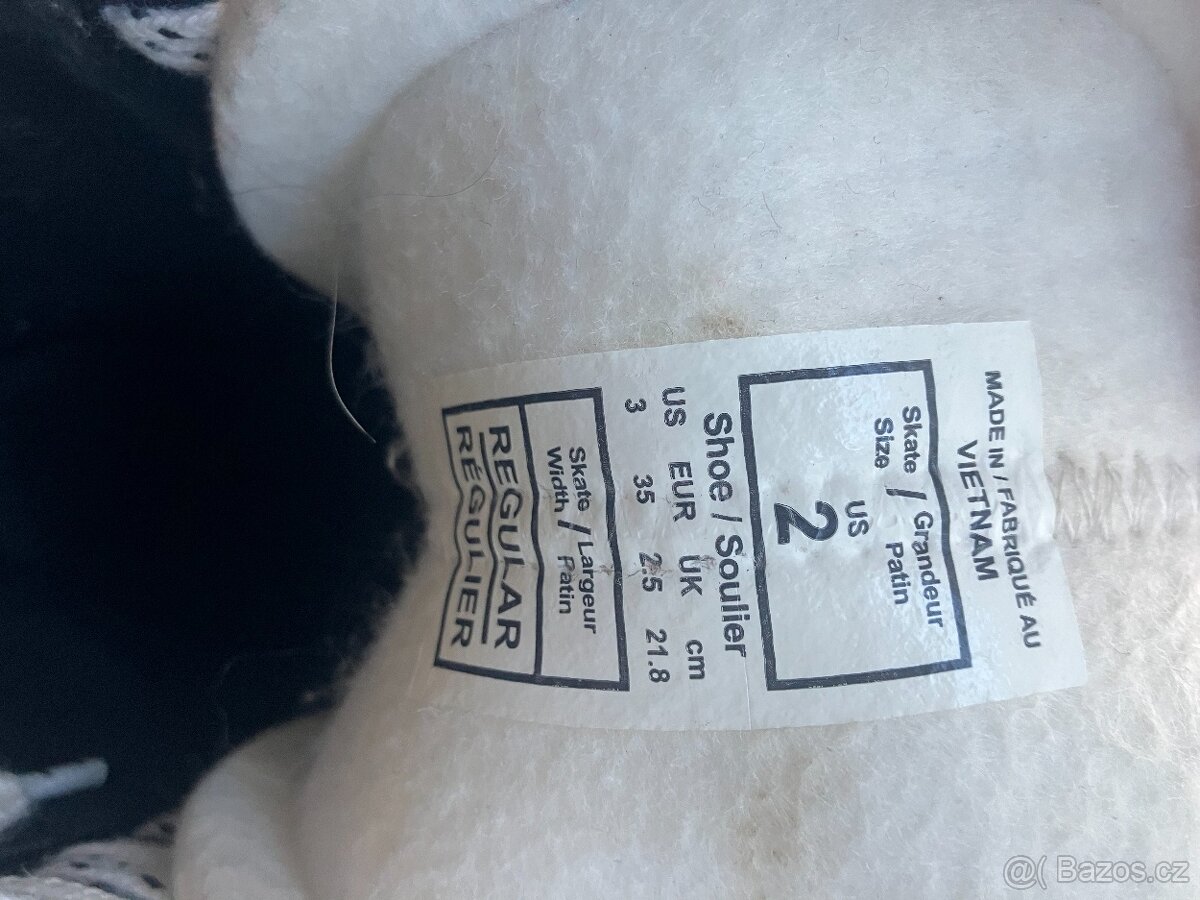 MADE IN / FABRIQUÉ AU
VIETNAM
Skate / Grandeur
Size Patin
US
2
Shoe / Soulier
US EUR UK cm
3 35 2.5 21.8
Skate / Largeur
Width Patin
REGULAR
RÉGULIER
@( Bazos.cz